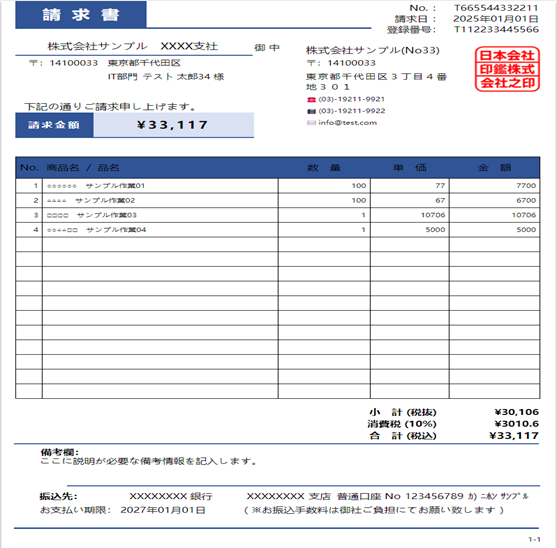 請求書
No.： T665544332211
請求日： 2025年01月01日
登録番号： T112233445566
株式会社サンプル XXXX支社 御中
〒: 14100033 東京都千代田区
IT部門 テスト 太郎34 様
株式会社サンプル(No33)
〒: 14100033
東京都千代田区３丁目４番
地３０１
(03)-19211-9921
(03)-19211-9922
info@test.com
日本会社
印鑑株式
会社之印
下記の通りご請求申し上げます。
請求金額 ¥33,117
No. 商品名 / 品名 数 量 単 価 金 額
1 ○○○○○○ サンプル作業01 100 77 7700
2 △△△△ サンプル作業02 100 67 6700
3 □□□□ サンプル作業03 1 10706 10706
4 ○○△△□□ サンプル作業04 1 5000 5000
小 計 (税抜) ¥30,106
消費税 (10%) ¥3010.6
合 計 (税込) ¥33,117
備考欄:
ここに説明が必要な備考情報を記入します。
振込先: XXXXXXXX 銀行 XXXXXXXX 支店 普通口座 No 123456789 カ) ニホン サンプル
お支払い期限: 2027年01月01日 (※お振込手数料は御社ご負担にてお願い致します)
1-1